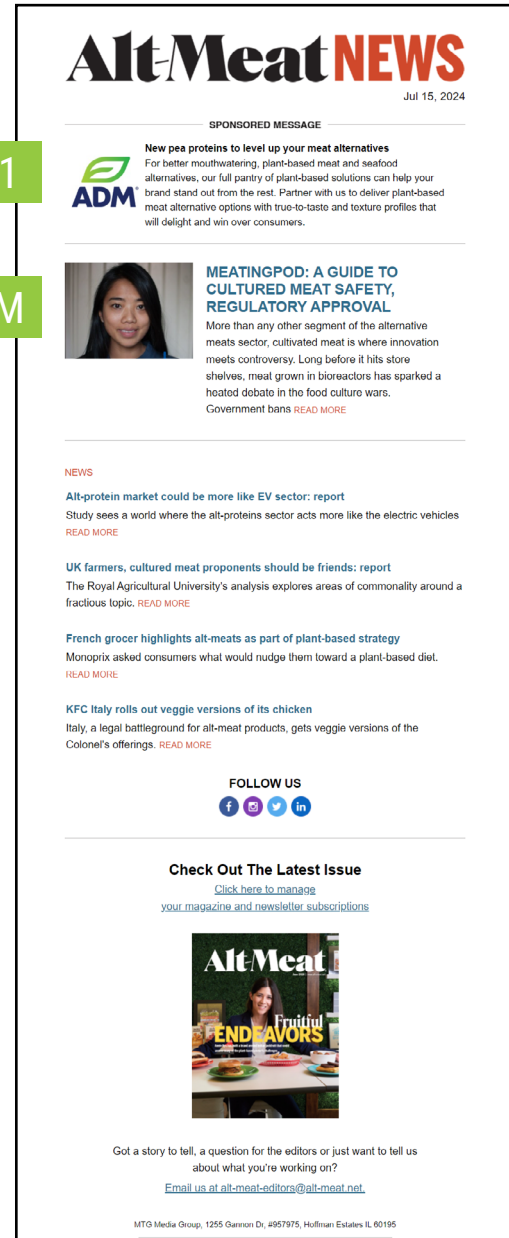 Alt-Meat NEWS
Jul 15, 2024
SPONSORED MESSAGE
1
ADM
New pea proteins to level up your meat alternatives
For better mouthwatering, plant-based meat and seafood
alternatives, our full pantry of plant-based solutions can help your
brand stand out from the rest. Partner with us to deliver plant-based
meat alternative options with true-to-taste and texture profiles that
will delight and win over consumers.
M
MEATINGPOD: A GUIDE TO
CULTURED MEAT SAFETY,
REGULATORY APPROVAL
More than any other segment of the alternative
meats sector, cultivated meat is where innovation
meets controversy. Long before it hits store
shelves, meat grown in bioreactors has sparked a
heated debate in the food culture wars.
Government bans READ MORE
NEWS
Alt-protein market could be more like EV sector: report
Study sees a world where the alt-proteins sector acts more like the electric vehicles
READ MORE
UK farmers, cultured meat proponents should be friends: report
The Royal Agricultural University's analysis explores areas of commonality around a
fractious topic. READ MORE
French grocer highlights alt-meats as part of plant-based strategy
Monoprix asked consumers what would nudge them toward a plant-based diet.
READ MORE
KFC Italy rolls out veggie versions of its chicken
Italy, a legal battleground for alt-meat products, gets veggie versions of the
Colonel's offerings. READ MORE
FOLLOW US
f
in
Check Out The Latest Issue
Click here to manage
your magazine and newsletter subscriptions
Alt-Meat
Fruitful
ENDEAVORS
Got a story to tell, a question for the editors or just want to tell us
about what you're working on?
Email us at alt-meat-editors@alt-meat.net.
MTG Media Group, 1255 Gannon Dr, #957975, Hoffman Estates IL 60195